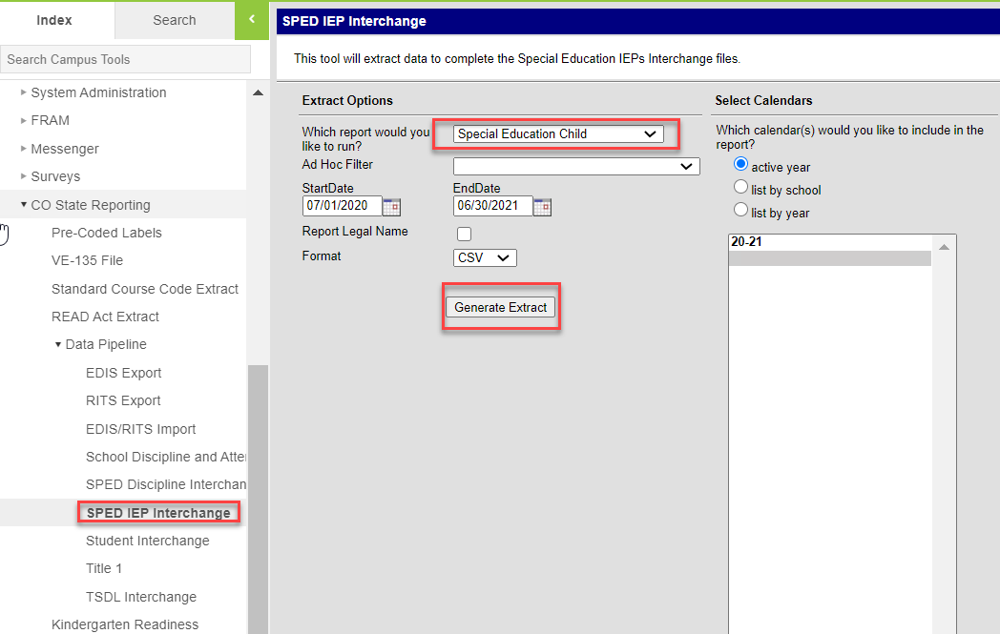 Index
Search
Search Campus Tools
System Administration
FRAM
Messenger
Surveys
CO State Reporting
Pre-Coded Labels
VE-135 File
Standard Course Code Extract
READ Act Extract
Data Pipeline
EDIS Export
RITS Export
EDIS/RITS Import
School Discipline and Atte
SPED Discipline Interchan
SPED IEP Interchange
Student Interchange
Title 1
TSDL Interchange
Kindergarten Readiness
SPED IEP Interchange
This tool will extract data to complete the Special Education IEPs Interchange files.
Extract Options
Which report would you
like to run?
Special Education Child
Ad Hoc Filter
StartDate
EndDate
07/01/2020
06/30/2021
Report Legal Name
Format
CSV
Generate Extract
Select Calendars
Which calendar(s) would you like to include in the
report?
active year
list by school
list by year
20-21